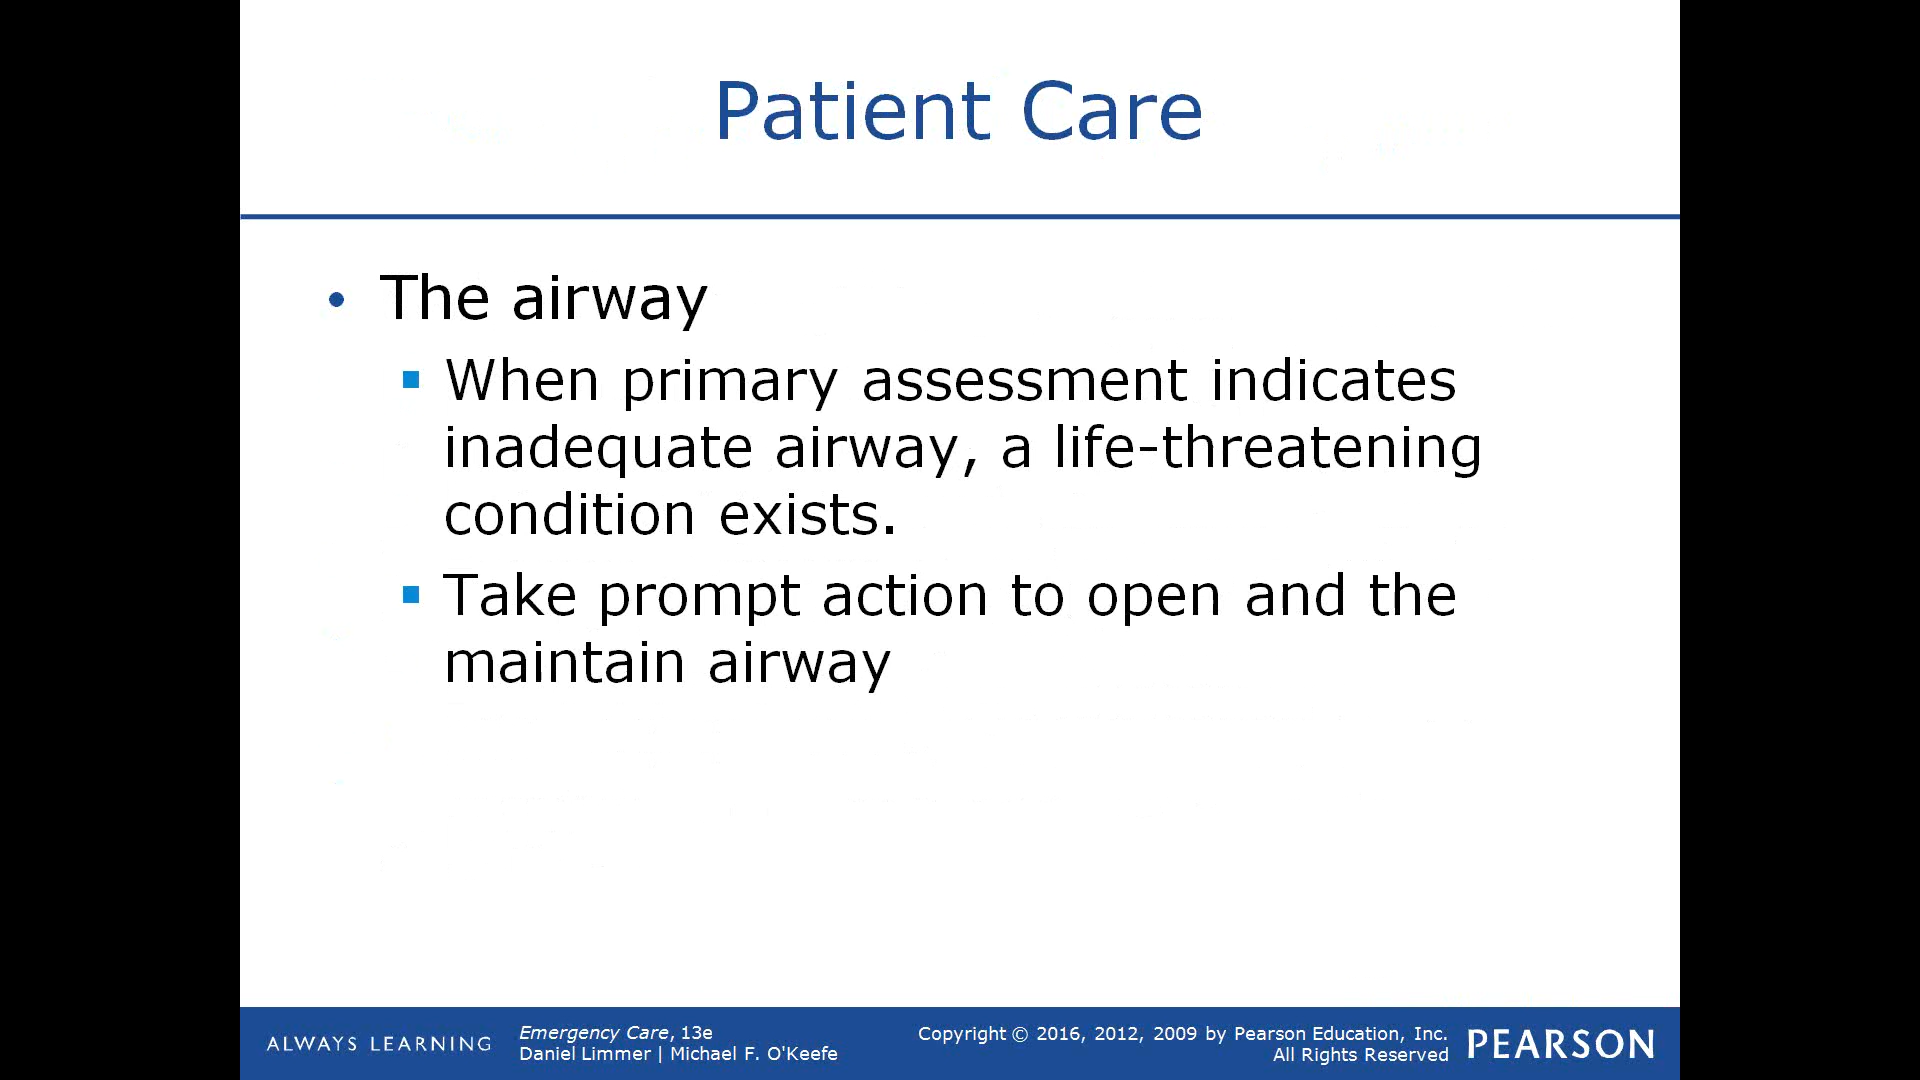 Patient Care
• The airway
▪ When primary assessment indicates
inadequate airway, a life-threatening
condition exists.
▪ Take prompt action to open and the
maintain airway
ALWAYS LEARNING
Emergency Care, 13e
Daniel Limmer | Michael F. O'Keefe
Copyright © 2016, 2012, 2009 by Pearson Education, Inc.
All Rights Reserved
PEARSON